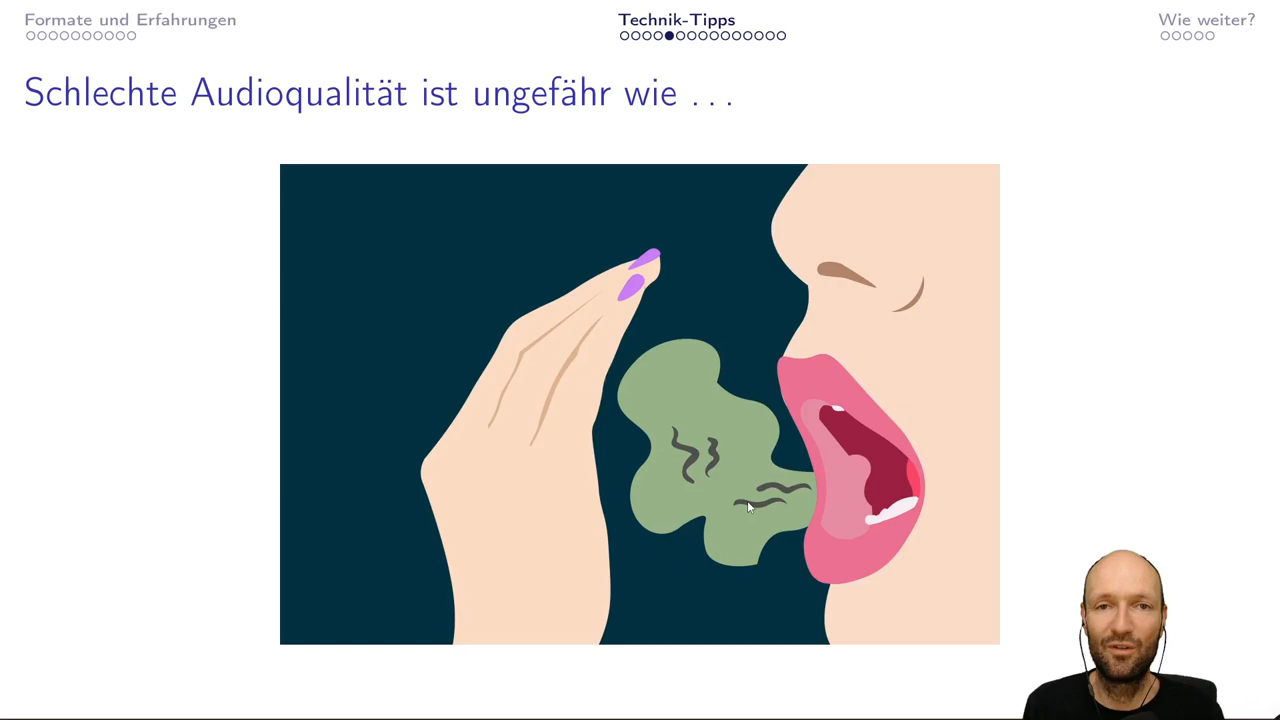 Formate und Erfahrungen
Technik-Tipps
Wie weiter?
Schlechte Audioqualität ist ungefähr wie . . .